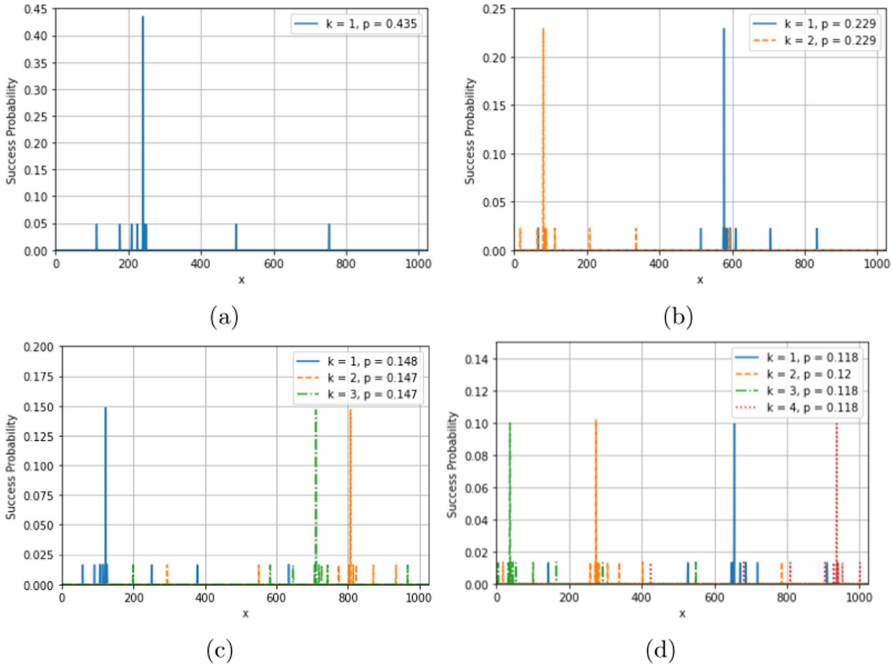 0.45
0.40
0.35
0.30
0.25
0.20
0.15
0.10
0.05
0.00
Success Probability
k = 1, p = 0.435
0 200 400 600 800 1000
x
(a)
0.25
0.20
0.15
0.10
0.05
0.00
Success Probability
k = 1, p = 0.229
k = 2, p = 0.229
0 200 400 600 800 1000
x
(b)
0.200
0.175
0.150
0.125
0.100
0.075
0.050
0.025
0.000
Success Probability
k = 1, p = 0.148
k = 2, p = 0.147
k = 3, p = 0.147
0 200 400 600 800 1000
x
(c)
0.14
0.12
0.10
0.08
0.06
0.04
0.02
0.00
Success Probability
k = 1, p = 0.118
k = 2, p = 0.12
k = 3, p = 0.118
k = 4, p = 0.118
0 200 400 600 800 1000
x
(d)